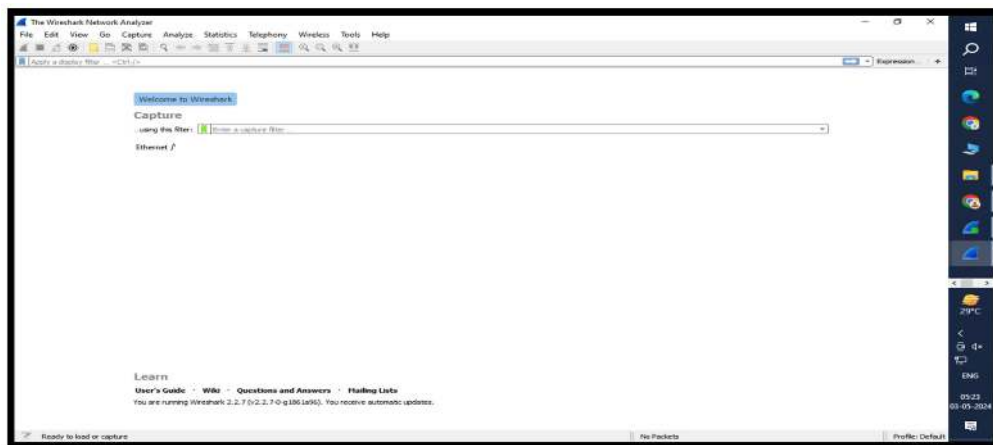 The Wireshark Network Analyzer
File Edit View Go Capture Analyze Statistics Telephony Wireless Tools Help
Apply a display filter ... <Ctrl-/>
Expression... +
Welcome to Wireshark
Capture
...using this filter: Enter a capture filter ...
Ethernet
Learn
User's Guide · Wiki · Questions and Answers · Mailing Lists
You are running Wireshark 2.2.7 (v2.2.7-0-g1861a96). You receive automatic updates.
Ready to load or capture
No Packets
Profile: Default
29°C
ENG
05:23
03-05-2024